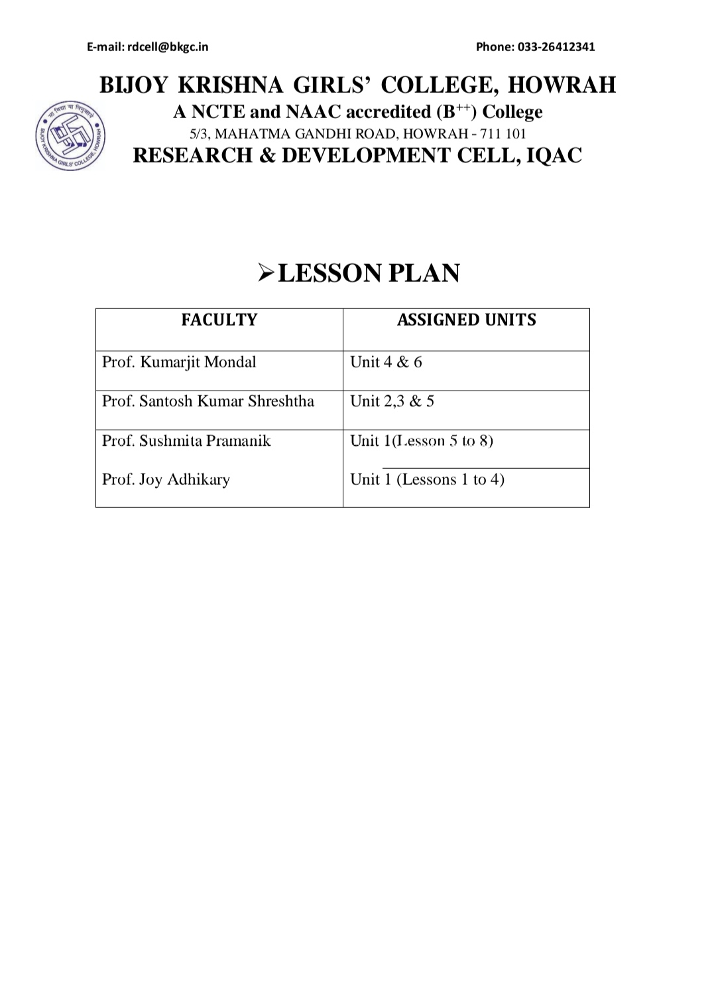 E-mail: rdcell@bkgc.in Phone: 033-26412341
BIJOY KRISHNA GIRLS’ COLLEGE, HOWRAH
A NCTE and NAAC accredited (B++) College
5/3, MAHATMA GANDHI ROAD, HOWRAH - 711 101
RESEARCH & DEVELOPMENT CELL, IQAC
सा विद्या या विमुक्तये
BIJOY KRISHNA GIRLS' COLLEGE, HOWRAH
➢LESSON PLAN
FACULTY ASSIGNED UNITS
Prof. Kumarjit Mondal Unit 4 & 6
Prof. Santosh Kumar Shreshtha Unit 2,3 & 5
Prof. Sushmita Pramanik Unit 1(Lesson 5 to 8)
Prof. Joy Adhikary Unit 1 (Lessons 1 to 4)